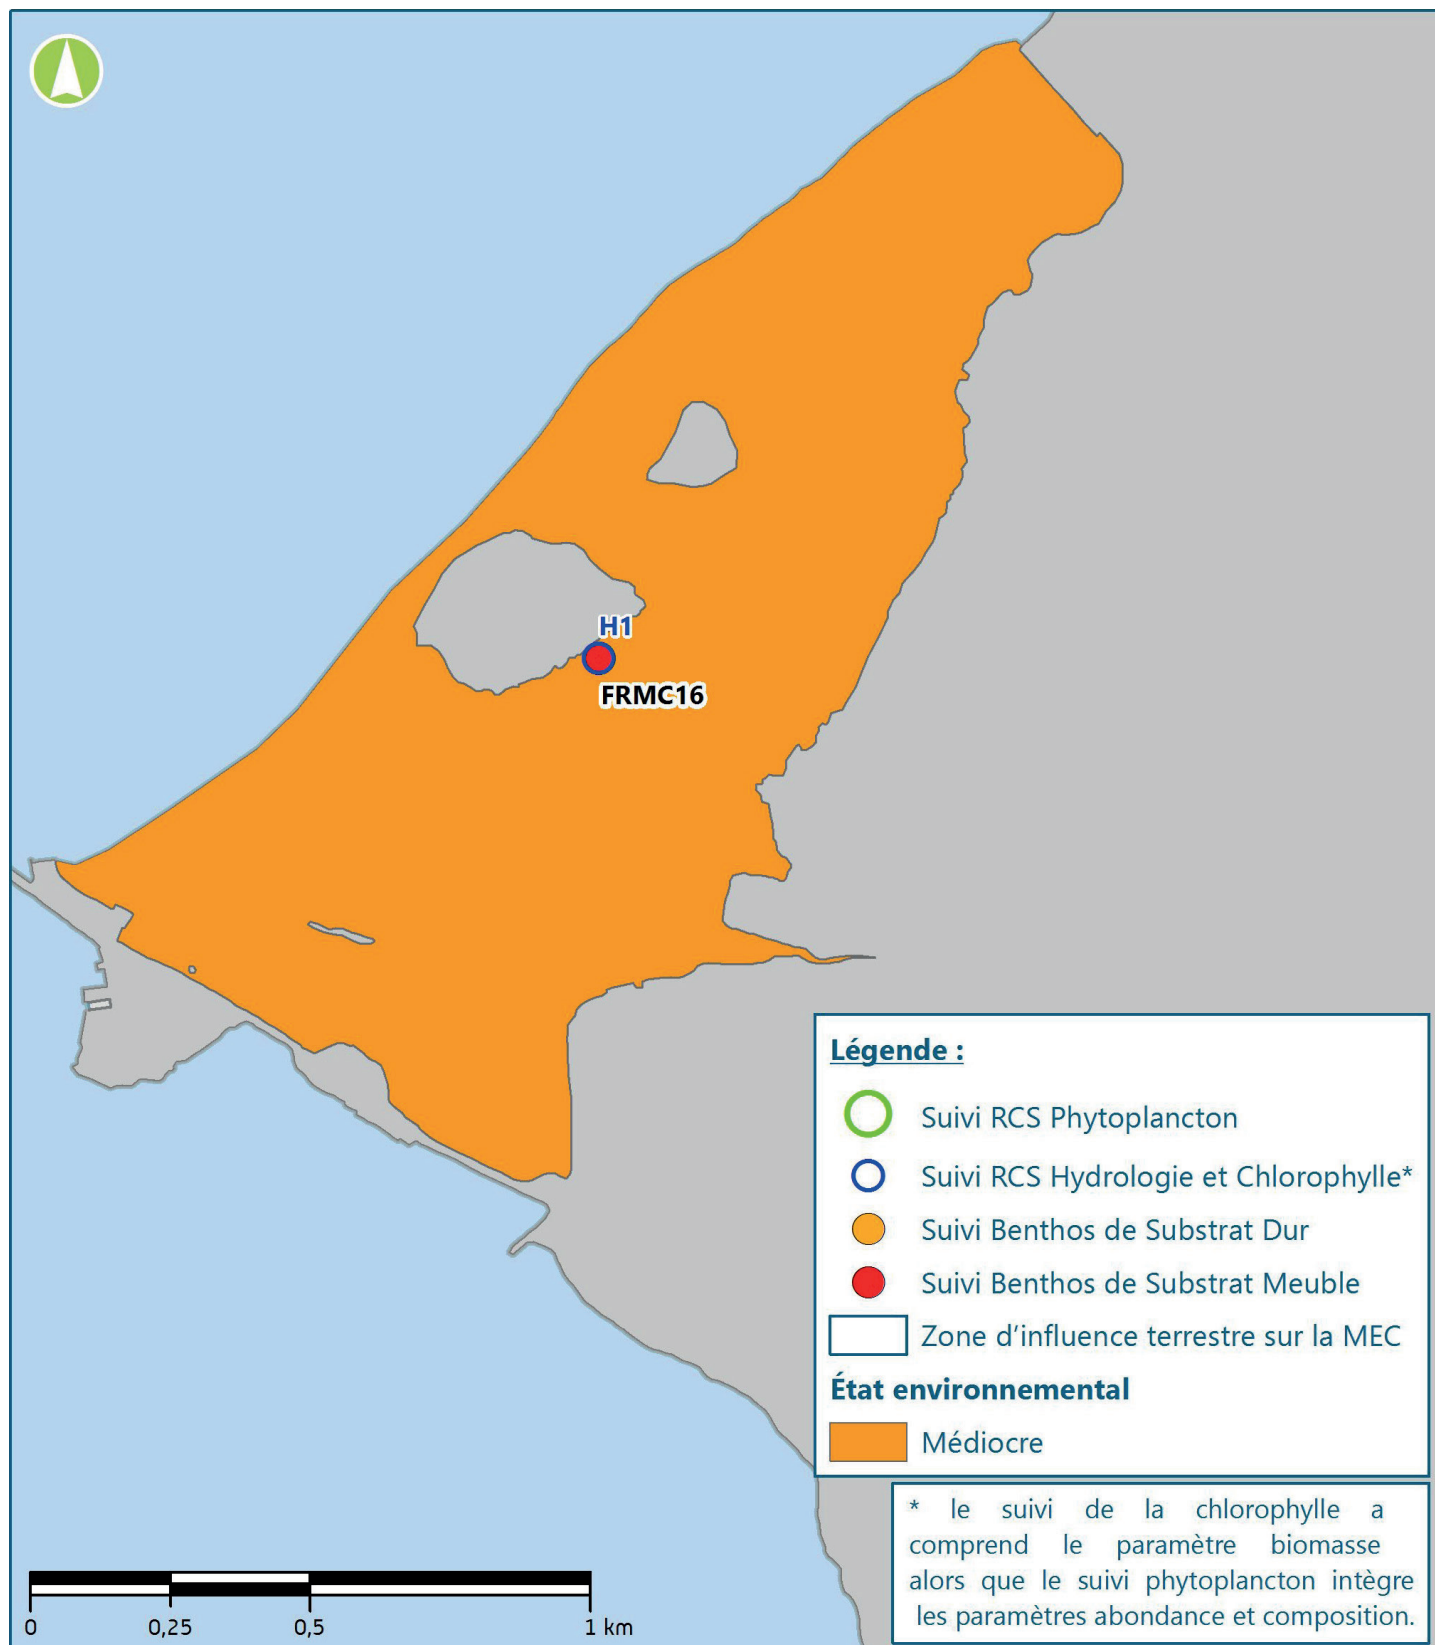 H1
FRMC16
Légende :
Suivi RCS Phytoplancton
Suivi RCS Hydrologie et Chlorophylle*
Suivi Benthos de Substrat Dur
Suivi Benthos de Substrat Meuble
Zone d’influence terrestre sur la MEC
État environnemental
Médiocre
* le suivi de la chlorophylle a
comprend le paramètre biomasse
alors que le suivi phytoplancton intègre
les paramètres abondance et composition.
0 0,25 0,5 1 km